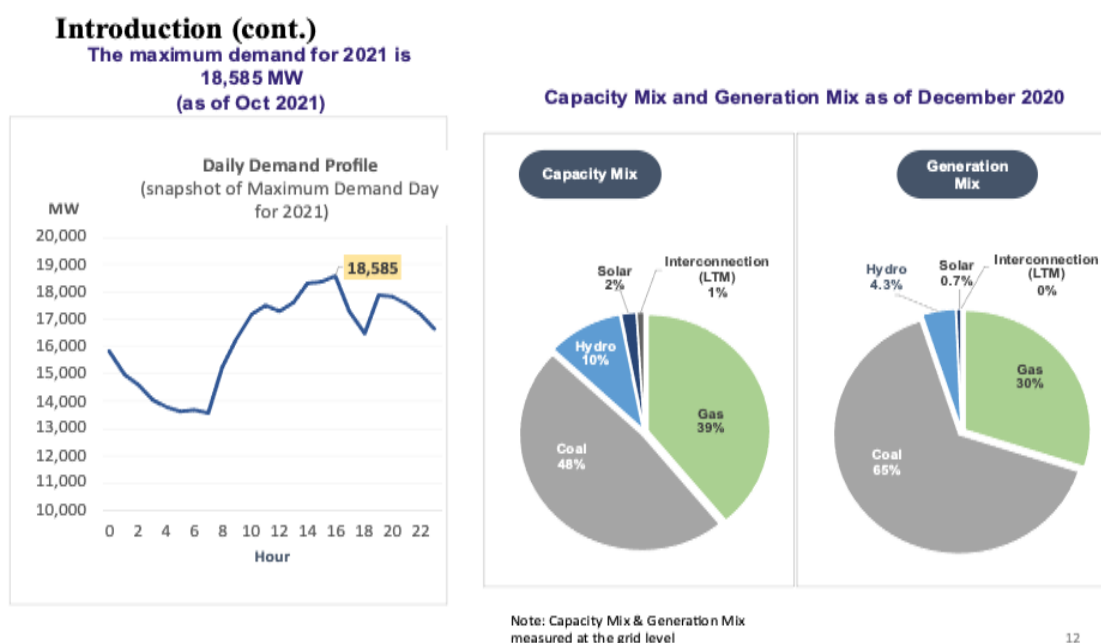 Introduction (cont.)
The maximum demand for 2021 is
18,585 MW
(as of Oct 2021)
Daily Demand Profile
(snapshot of Maximum Demand Day
for 2021)
MW
20,000
19,000
18,000
17,000
16,000
15,000
14,000
13,000
12,000
11,000
10,000
18,585
0 2 4 6 8 10 12 14 16 18 20 22
Hour
Capacity Mix and Generation Mix as of December 2020
Capacity Mix
Solar
2%
Interconnection
(LTM)
1%
Hydro
10%
Gas
39%
Coal
48%
Generation
Mix
Hydro
4.3%
Solar
0.7%
Interconnection
(LTM)
0%
Gas
30%
Coal
65%
Note: Capacity Mix & Generation Mix
measured at the grid level
12